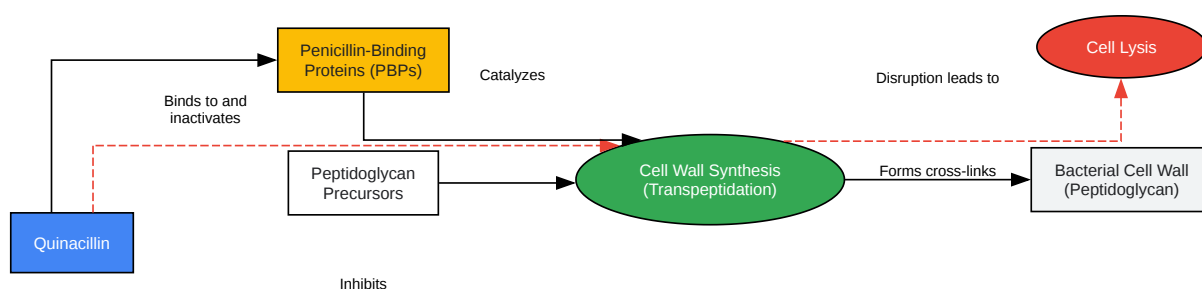 Penicillin-Binding
Proteins (PBPs)
Cell Lysis
Catalyzes
Disruption leads to
Binds to and
inactivates
Peptidoglycan
Precursors
Cell Wall Synthesis
(Transpeptidation)
Forms cross-links
Bacterial Cell Wall
(Peptidoglycan)
Quinacillin
Inhibits